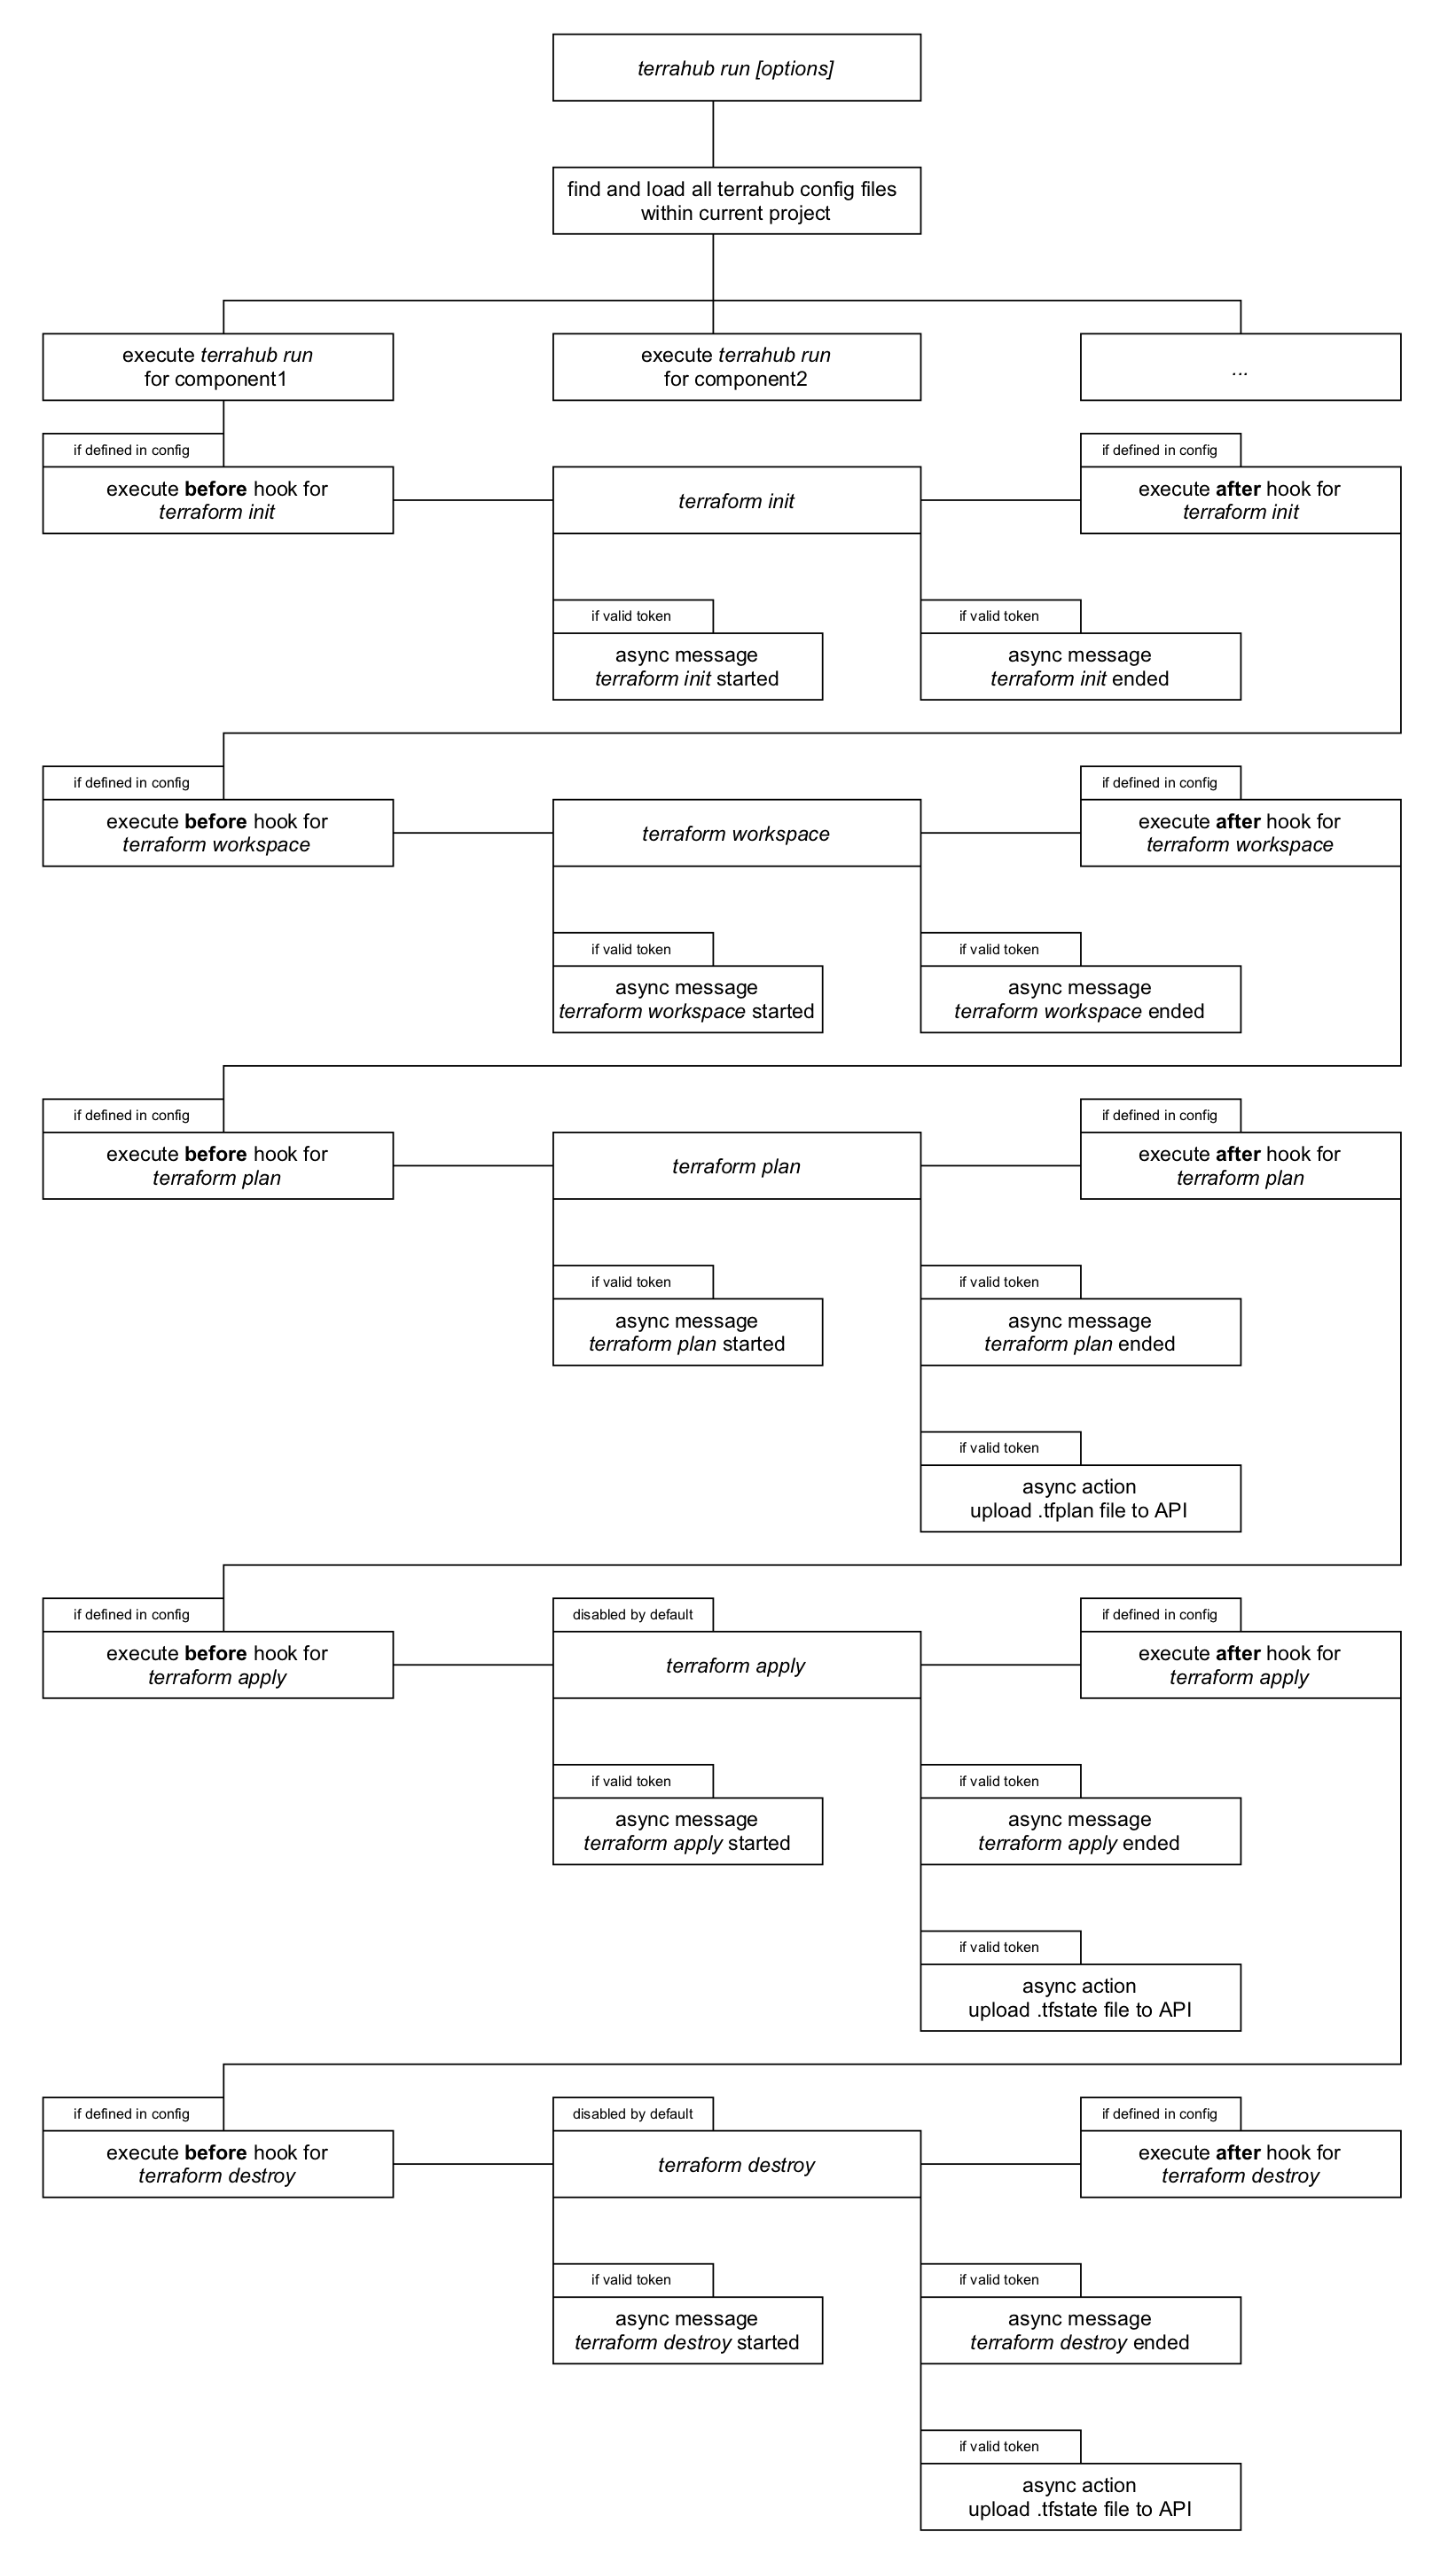 terrahub run [options]
find and load all terrahub config files
within current project
execute terrahub run
for component1
execute terrahub run
for component2
...
if defined in config
execute before hook for
terraform init
terraform init
if defined in config
execute after hook for
terraform init
if valid token
async message
terraform init started
if valid token
async message
terraform init ended
if defined in config
execute before hook for
terraform workspace
terraform workspace
if defined in config
execute after hook for
terraform workspace
if valid token
async message
terraform workspace started
if valid token
async message
terraform workspace ended
if defined in config
execute before hook for
terraform plan
terraform plan
if defined in config
execute after hook for
terraform plan
if valid token
async message
terraform plan started
if valid token
async message
terraform plan ended
if valid token
async action
upload .tfplan file to API
if defined in config
execute before hook for
terraform apply
disabled by default
terraform apply
if defined in config
execute after hook for
terraform apply
if valid token
async message
terraform apply started
if valid token
async message
terraform apply ended
if valid token
async action
upload .tfstate file to API
if defined in config
execute before hook for
terraform destroy
disabled by default
terraform destroy
if defined in config
execute after hook for
terraform destroy
if valid token
async message
terraform destroy started
if valid token
async message
terraform destroy ended
if valid token
async action
upload .tfstate file to API